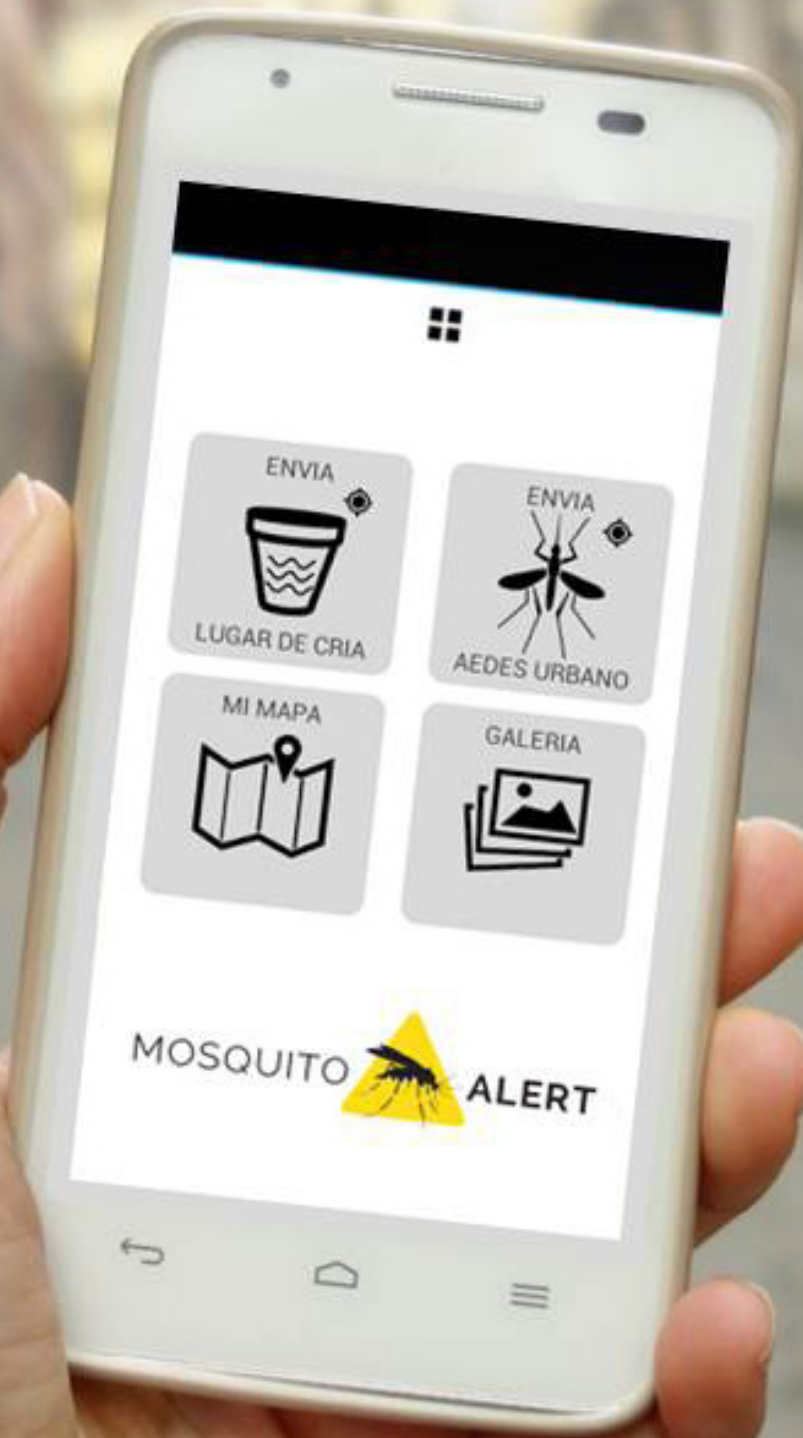 ENVIA
LUGAR DE CRIA
ENVIA
AEDES URBANO
MI MAPA
GALERIA
MOSQUITO ALERT